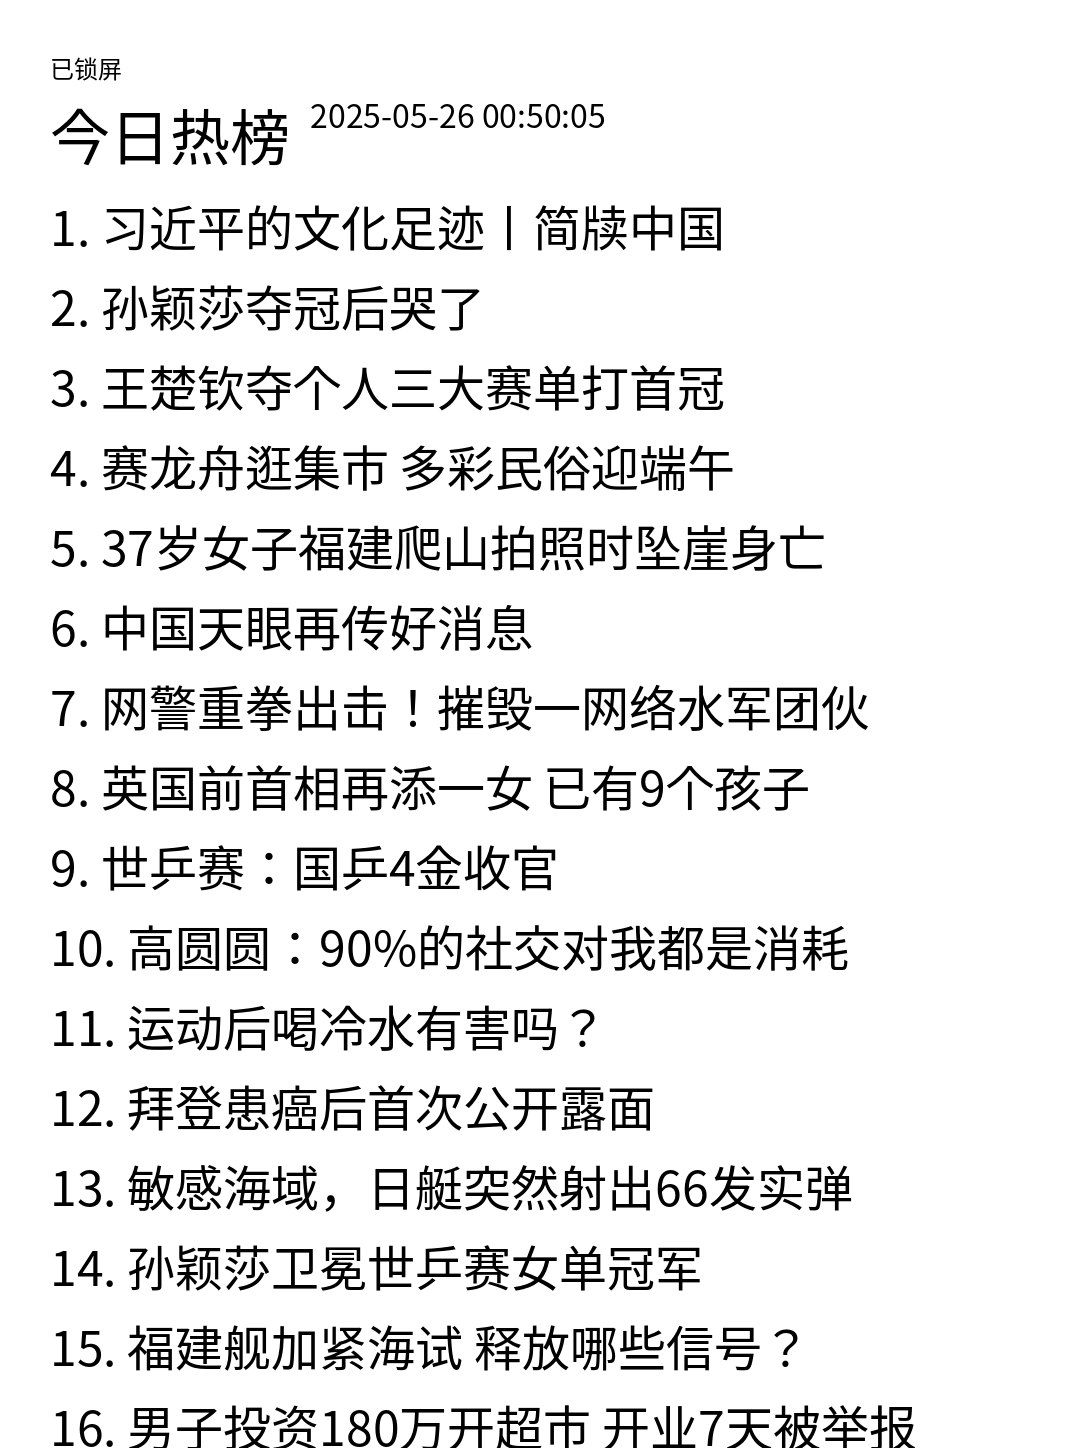 已锁屏
今日热榜 2025-05-26 00:50:05
1. 习近平的文化足迹丨简牍中国
2. 孙颖莎夺冠后哭了
3. 王楚钦夺个人三大赛单打首冠
4. 赛龙舟逛集市 多彩民俗迎端午
5. 37岁女子福建爬山拍照时坠崖身亡
6. 中国天眼再传好消息
7. 网警重拳出击！摧毁一网络水军团伙
8. 英国前首相再添一女 已有9个孩子
9. 世乒赛：国乒4金收官
10. 高圆圆：90%的社交对我都是消耗
11. 运动后喝冷水有害吗？
12. 拜登患癌后首次公开露面
13. 敏感海域，日艇突然射出66发实弹
14. 孙颖莎卫冕世乒赛女单冠军
15. 福建舰加紧海试 释放哪些信号？
16. 男子投资180万开超市 开业7天被举报